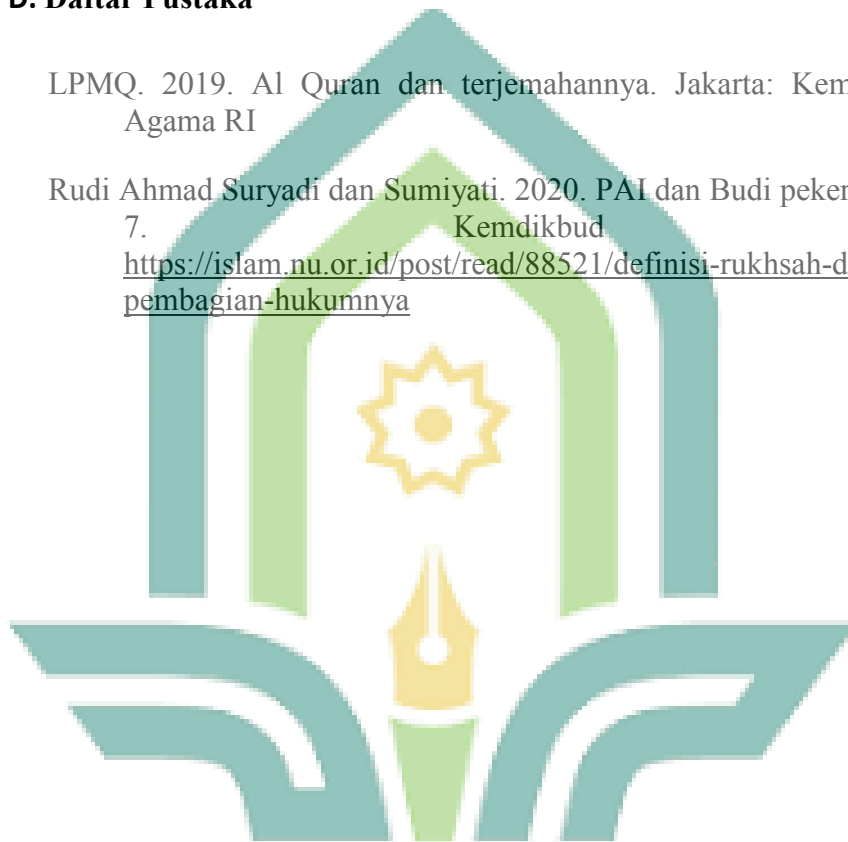 D. Daftar Pustaka
LPMQ. 2019. Al Quran dan terjemahannya. Jakarta: Kem
Agama RI
Rudi Ahmad Suryadi dan Sumiyati. 2020. PAI dan Budi peker
7. Kemdikbud
https://islam.nu.or.id/post/read/88521/definisi-rukhsah-d
pembagian-hukumnya